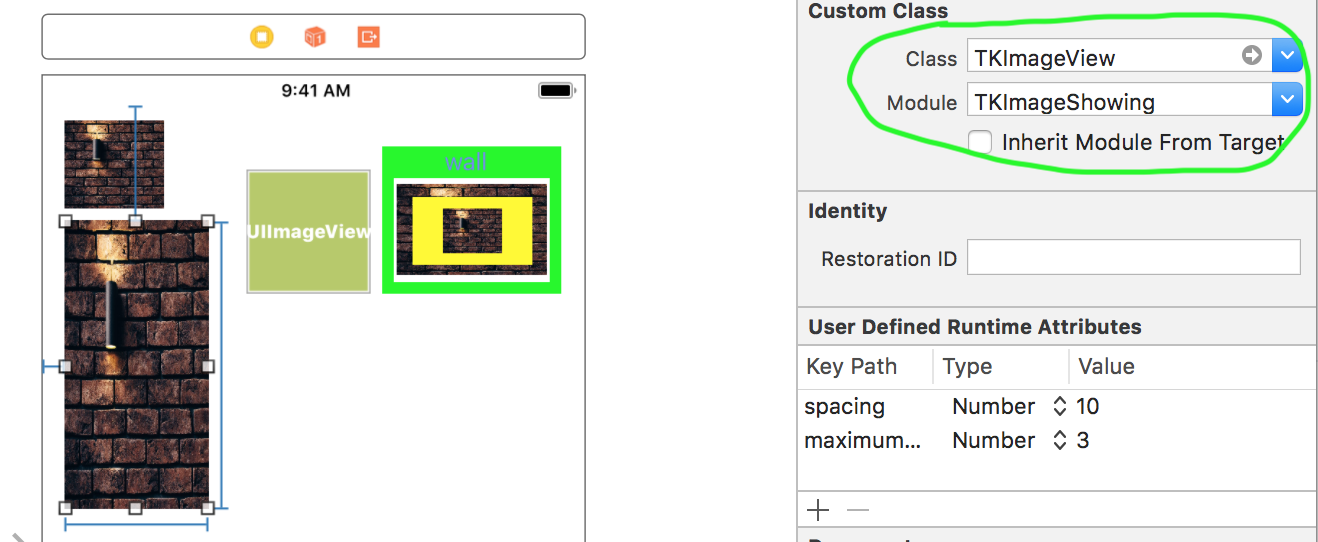 9:41 AM
wall
UIImageView
Custom Class
Class TKImageView
Module TKImageShowing
Inherit Module From Target
Identity
Restoration ID
User Defined Runtime Attributes
Key Path Type Value
spacing Number 10
maximum... Number 3